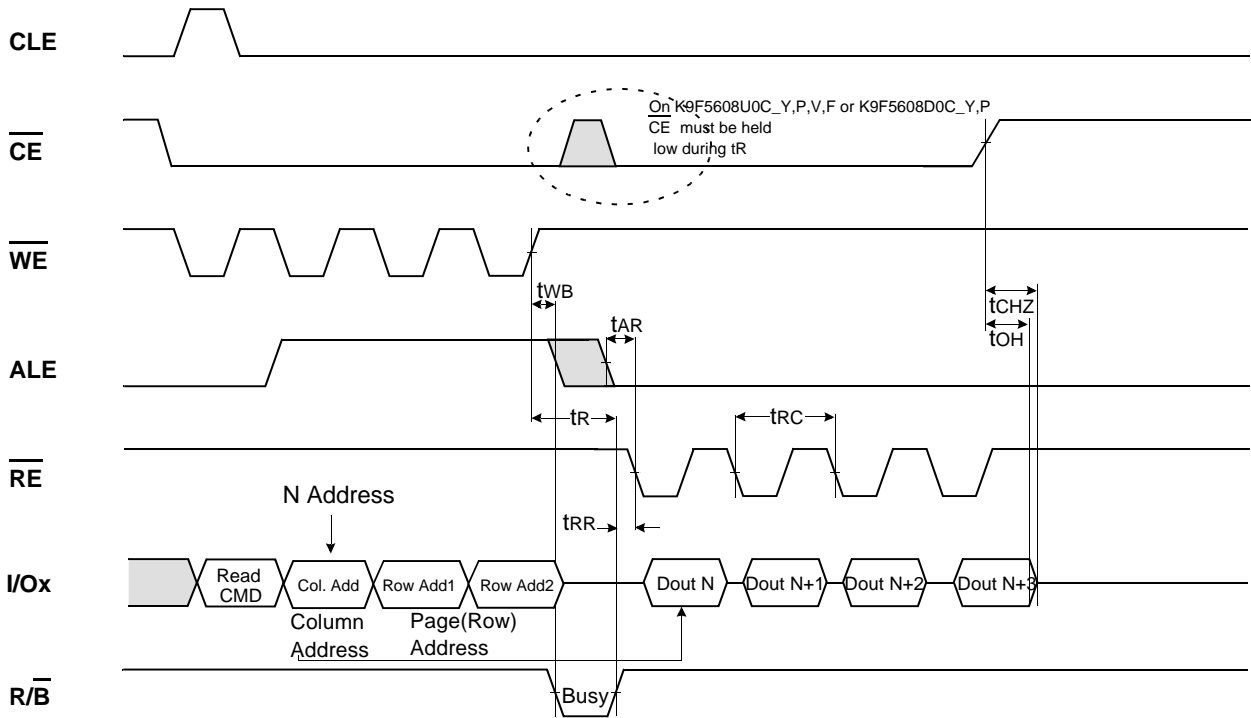 CLE
On K9F5608U0C_Y,P,V,F or K9F5608D0C_Y,P
CE must be held
low during tR
CE
WE
tWB
tCHZ
tAR
tOH
ALE
tR
tRC
RE
N Address
tRR
I/Ox
Read
CMD
Col. Add
Row Add1
Row Add2
Dout N
Dout N+1
Dout N+2
Dout N+3
Column
Address
Page(Row)
Address
R/B
Busy